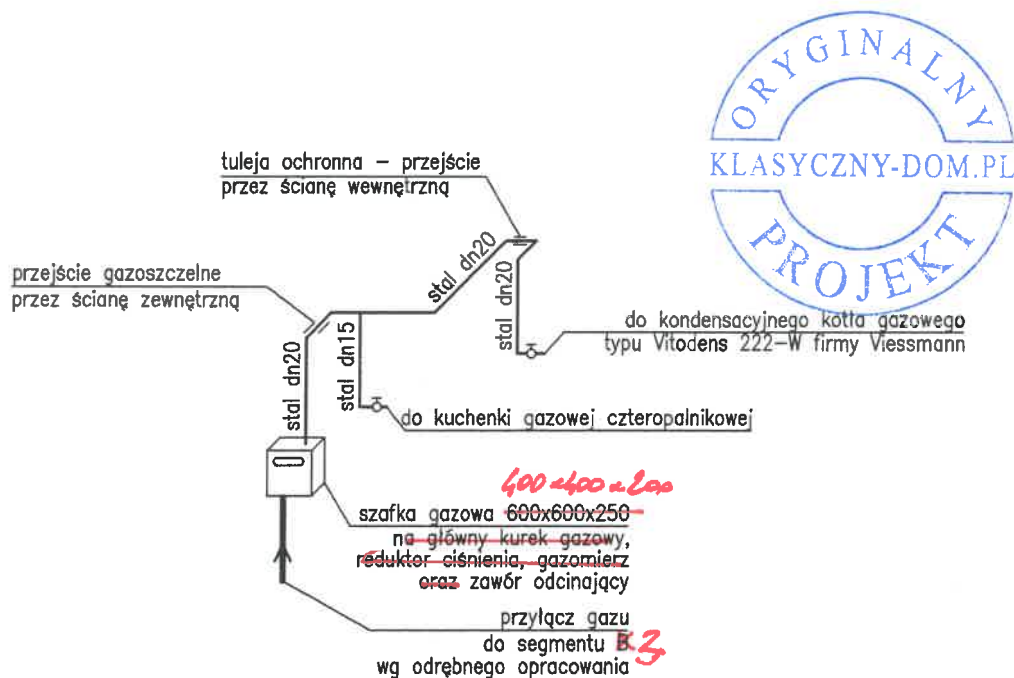 ORYGINALNY
KLASYCZNY-DOM.PL
PROJEKT
tuleja ochronna – przejście
przez ścianę wewnętrzną
przejście gazoszczelne
przez ścianę zewnętrzną
stal dn20
stal dn15
stal dn20
stal dn20
do kondensacyjnego kotła gazowego
typu Vitodens 222-W firmy Viessmann
do kuchenki gazowej czteropalnikowej
400x400x200
szafka gazowa 600x600x250
na główny kurek gazowy,
reduktor ciśnienia, gazomierz
oraz zawór odcinający
przyłącz gazu
do segmentu
wg odrębnego opracowania